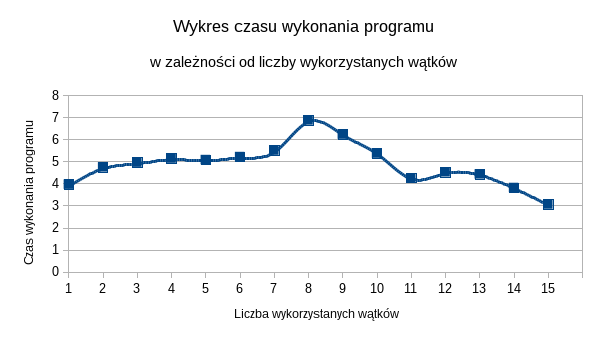 Wykres czasu wykonania programu
w zależności od liczby wykorzystanych wątków
8
7
6
5
4
3
2
1
0
Czas wykonania programu
1 2 3 4 5 6 7 8 9 10 11 12 13 14 15
Liczba wykorzystanych wątków